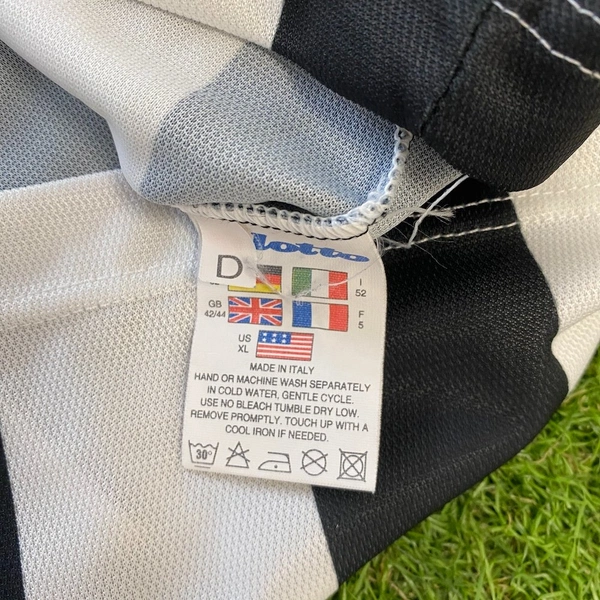 lotto
D
I
52
GB
42/44
F
5
US
XL
MADE IN ITALY
HAND OR MACHINE WASH SEPARATELY
IN COLD WATER, GENTLE CYCLE.
USE NO BLEACH TUMBLE DRY LOW.
REMOVE PROMPTLY. TOUCH UP WITH A
COOL IRON IF NEEDED.
30°